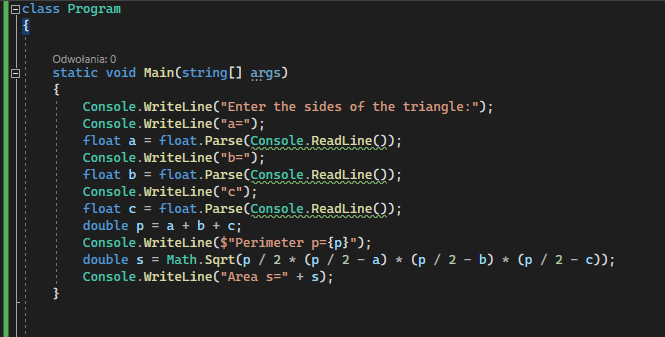 class Program
{
Odwołania: 0
static void Main(string[] args)
{
Console.WriteLine("Enter the sides of the triangle:");
Console.WriteLine("a=");
float a = float.Parse(Console.ReadLine());
Console.WriteLine("b=");
float b = float.Parse(Console.ReadLine());
Console.WriteLine("c");
float c = float.Parse(Console.ReadLine());
double p = a + b + c;
Console.WriteLine($"Perimeter p={p}");
double s = Math.Sqrt(p / 2 * (p / 2 - a) * (p / 2 - b) * (p / 2 - c));
Console.WriteLine("Area s=" + s);
}